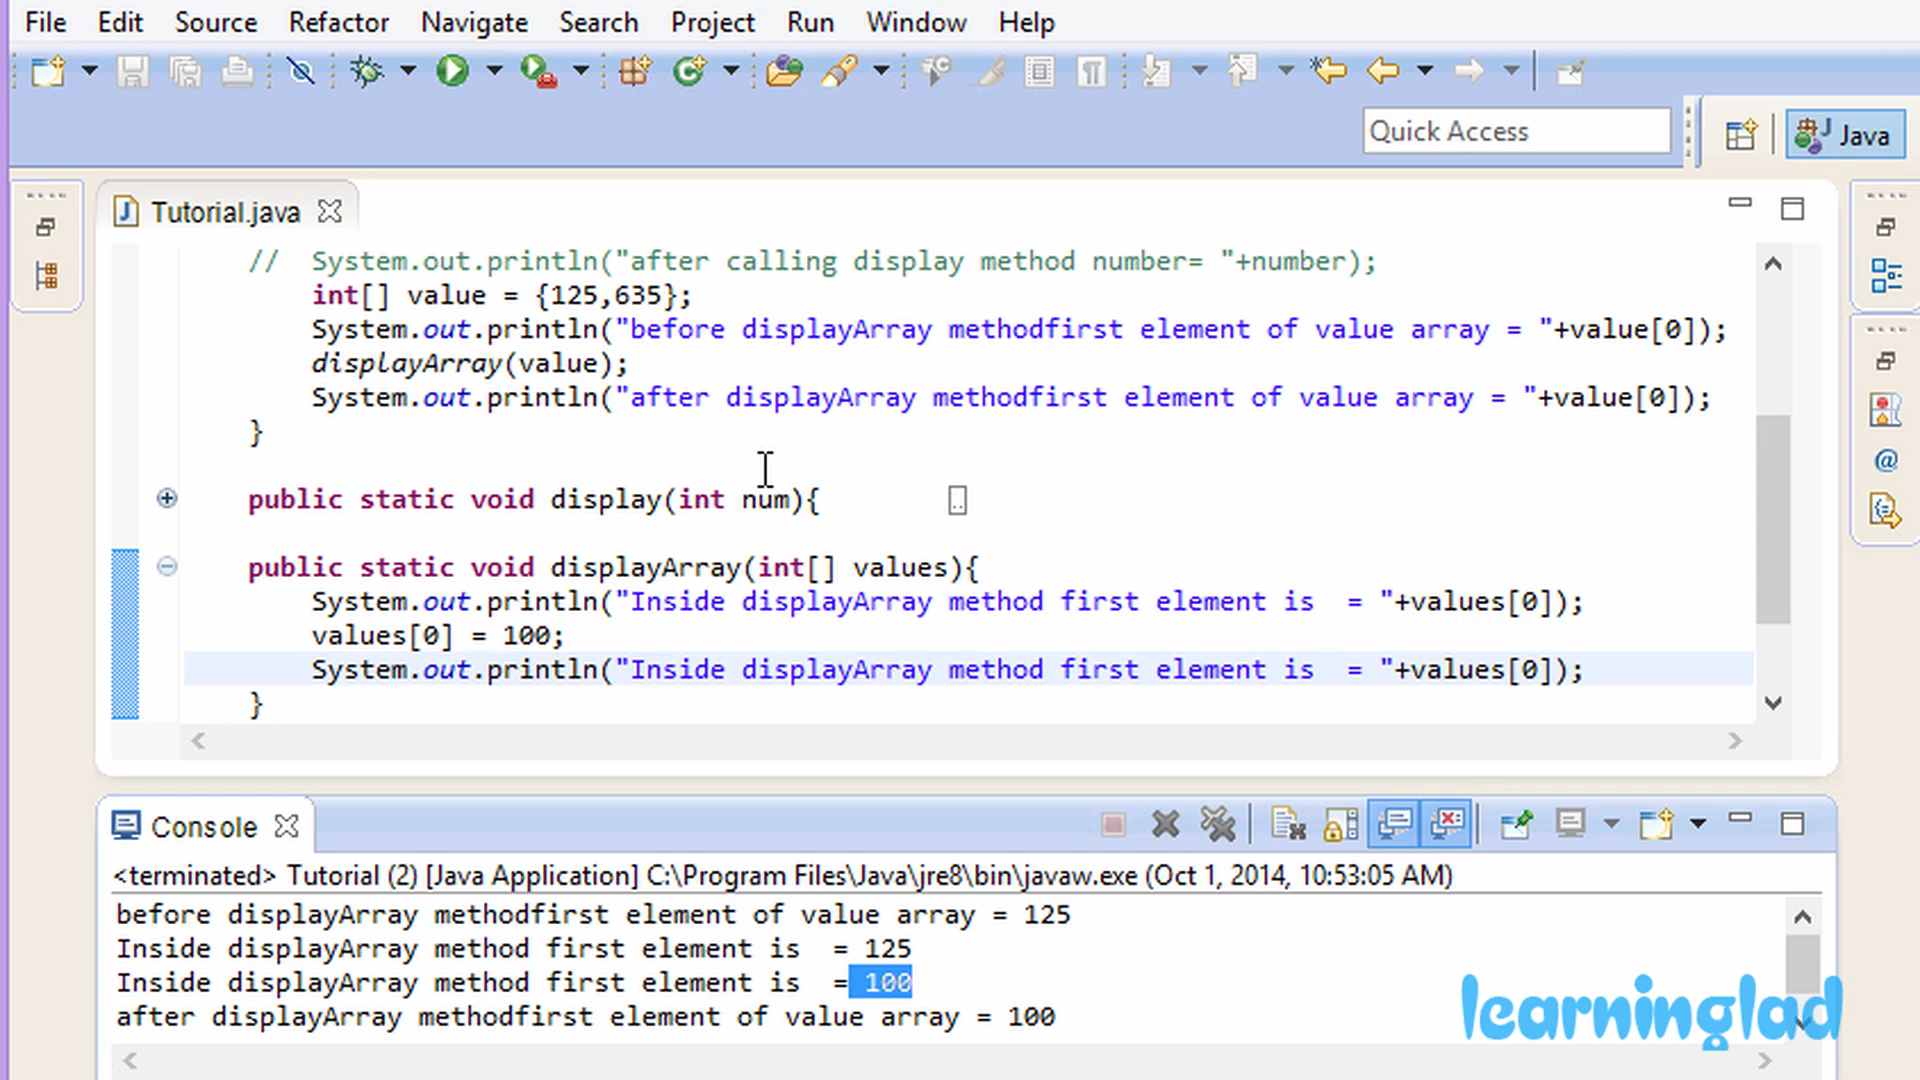 File Edit Source Refactor Navigate Search Project Run Window Help
Quick Access
Java
Tutorial.java
// System.out.println("after calling display method number= "+number);
int[] value = {125,635};
System.out.println("before displayArray methodfirst element of value array = "+value[0]);
displayArray(value);
System.out.println("after displayArray methodfirst element of value array = "+value[0]);
}
public static void display(int num){
public static void displayArray(int[] values){
System.out.println("Inside displayArray method first element is  = "+values[0]);
values[0] = 100;
System.out.println("Inside displayArray method first element is  = "+values[0]);
}
Console
<terminated> Tutorial (2) [Java Application] C:\Program Files\Java\jre8\bin\javaw.exe (Oct 1, 2014, 10:53:05 AM)
before displayArray methodfirst element of value array = 125
Inside displayArray method first element is  = 125
Inside displayArray method first element is  = 100
after displayArray methodfirst element of value array = 100
learninglad